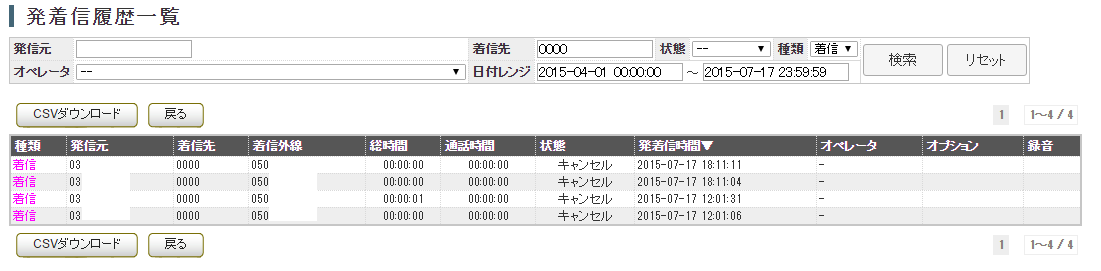 発着信履歴一覧
発信元 着信先 0000 状態 -- 種類 着信 検索 リセット
オペレータ -- 日付レンジ 2015-04-01 00:00:00 ～ 2015-07-17 23:59:59
CSVダウンロード 戻る 1 1～4 / 4
種類 発信元 着信先 着信外線 総時間 通話時間 状態 発着信時間▼ オペレータ オプション 録音
着信 03 0000 050 00:00:00 00:00:00 キャンセル 2015-07-17 18:11:11 -
着信 03 0000 050 00:00:00 00:00:00 キャンセル 2015-07-17 18:11:04 -
着信 03 0000 050 00:00:01 00:00:00 キャンセル 2015-07-17 12:01:31 -
着信 03 0000 050 00:00:00 00:00:00 キャンセル 2015-07-17 12:01:06 -
CSVダウンロード 戻る 1 1～4 / 4